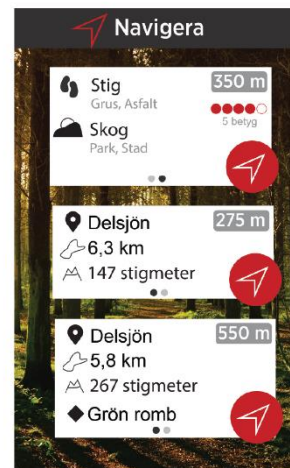 Navigera
Stig
350 m
Grus, Asfalt
5 betyg
Skog
Park, Stad
Delsjön
275 m
6,3 km
147 stigmeter
Delsjön
550 m
5,8 km
267 stigmeter
Grön romb